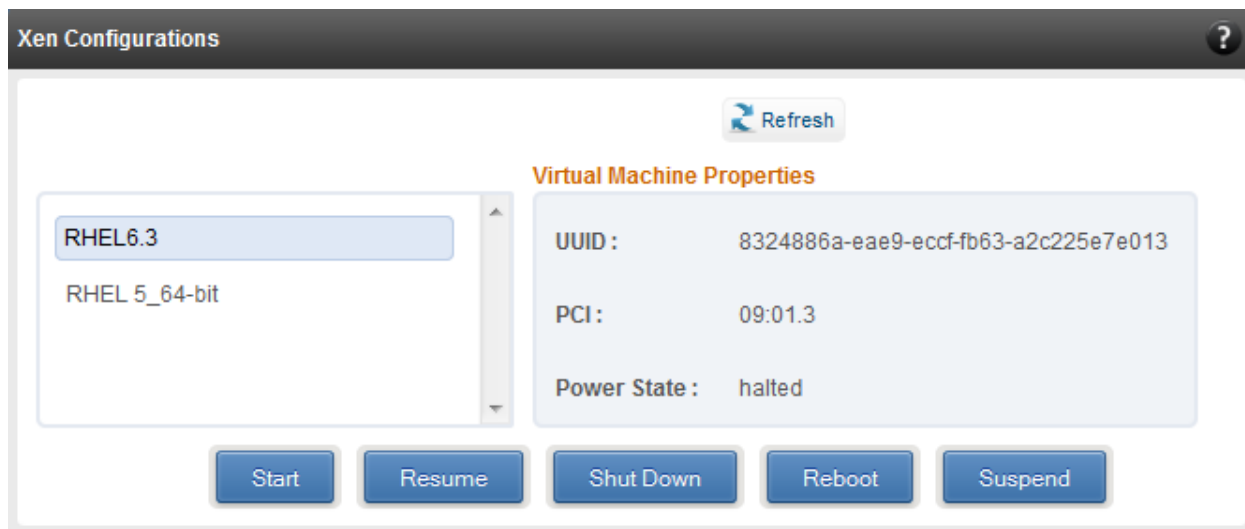 Xen Configurations
?
Refresh
Virtual Machine Properties
RHEL6.3
RHEL 5_64-bit
UUID : 8324886a-eae9-eccf-fb63-a2c225e7e013
PCI : 09:01.3
Power State : halted
Start Resume Shut Down Reboot Suspend